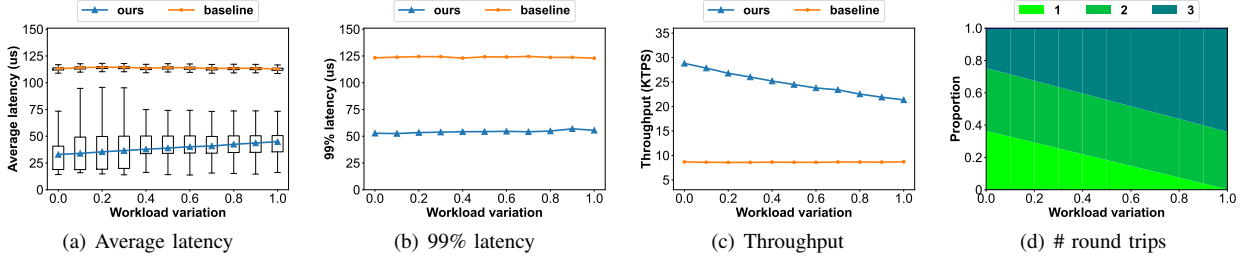 ours baseline
150
125
100
75
50
25
0
Average latency (us)
0.0 0.2 0.4 0.6 0.8 1.0
Workload variation
(a) Average latency
ours baseline
150
125
100
75
50
25
0
99% latency (us)
0.0 0.2 0.4 0.6 0.8 1.0
Workload variation
(b) 99% latency
ours baseline
35
30
25
20
15
10
5
Throughput (KTPS)
0.0 0.2 0.4 0.6 0.8 1.0
Workload variation
(c) Throughput
1 2 3
1.0
0.8
0.6
0.4
0.2
0
Proportion
0.0 0.2 0.4 0.6 0.8 1.0
Workload variation
(d) # round trips